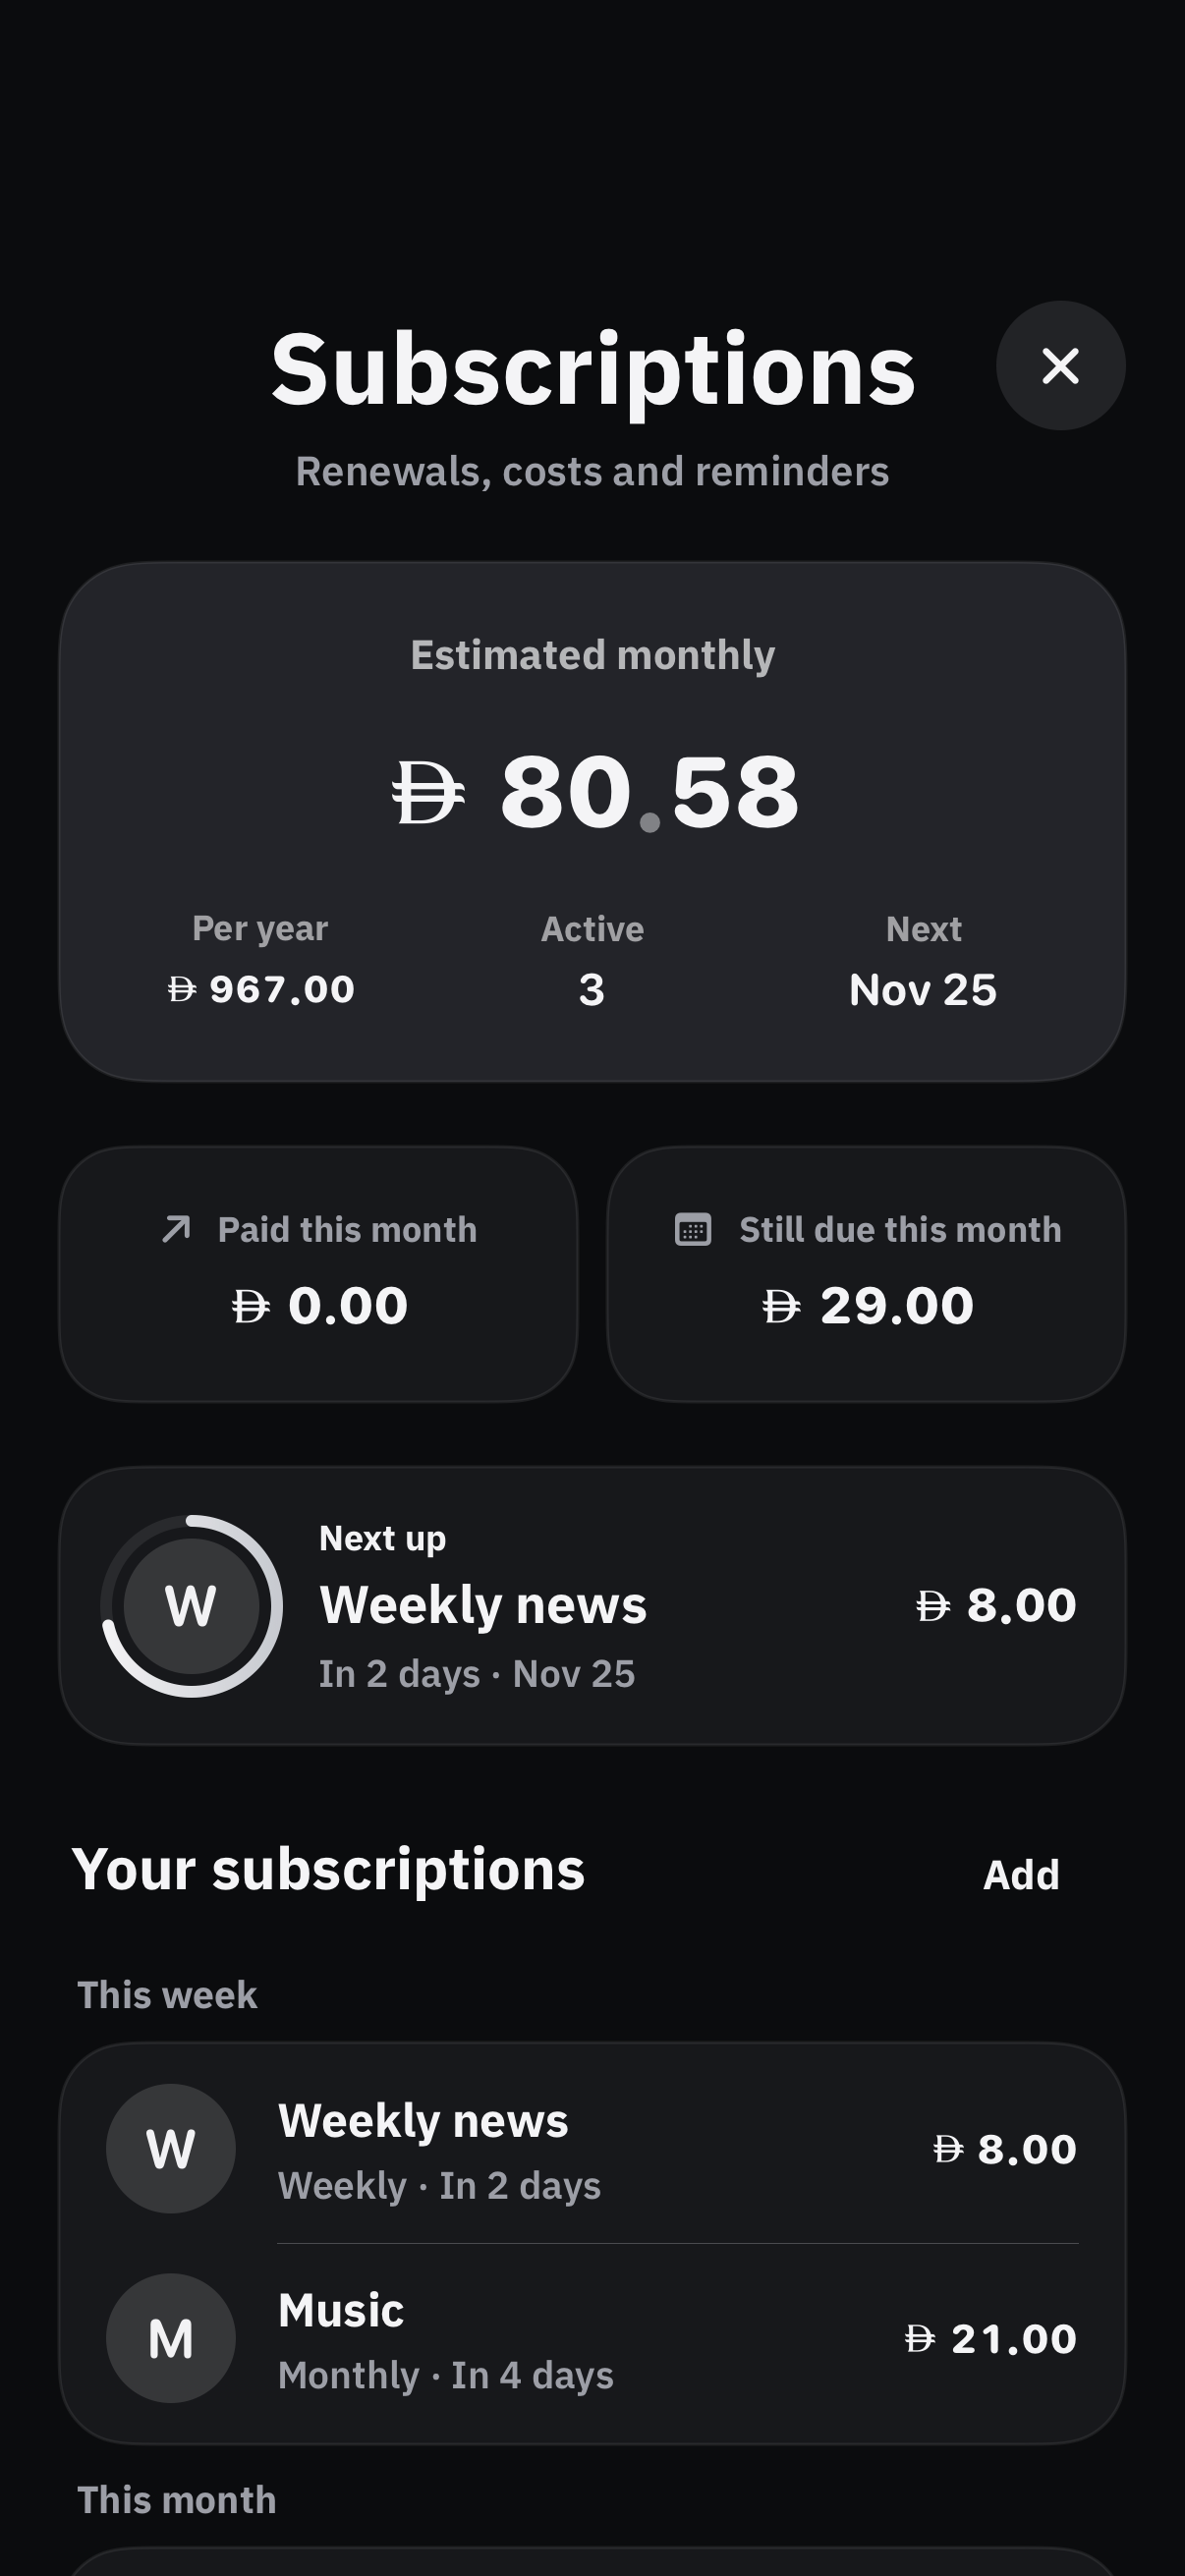 Subscriptions
Renewals, costs and reminders
Estimated monthly
 80.58
Per year
Active
Next
 967.00
3
Nov 25
Paid this month
Still due this month
 0.00
 29.00
Next up
W
Weekly news
 8.00
In 2 days · Nov 25
Your subscriptions
Add
This week
W
Weekly news
 8.00
Weekly · In 2 days
M
Music
 21.00
Monthly · In 4 days
This month